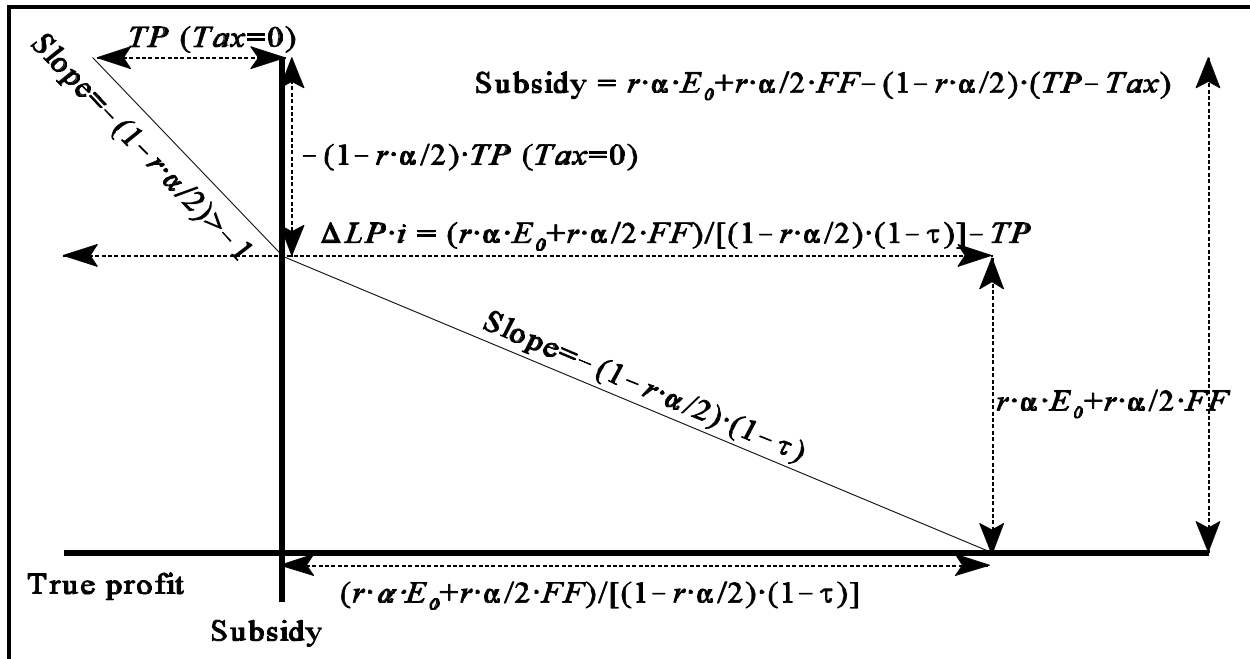 TP (Tax=0)
Slope=-(1-r·α/2)>-1
Subsidy = r·α·E₀+r·α/2·FF-(1-r·α/2)·(TP-Tax)
-(1-r·α/2)·TP (Tax=0)
ΔLP·i = (r·α·E₀+r·α/2·FF)/[(1-r·α/2)·(1-τ)]-TP
Slope=-(1-r·α/2)·(1-τ)
r·α·E₀+r·α/2·FF
True profit
(r·α·E₀+r·α/2·FF)/[(1-r·α/2)·(1-τ)]
Subsidy